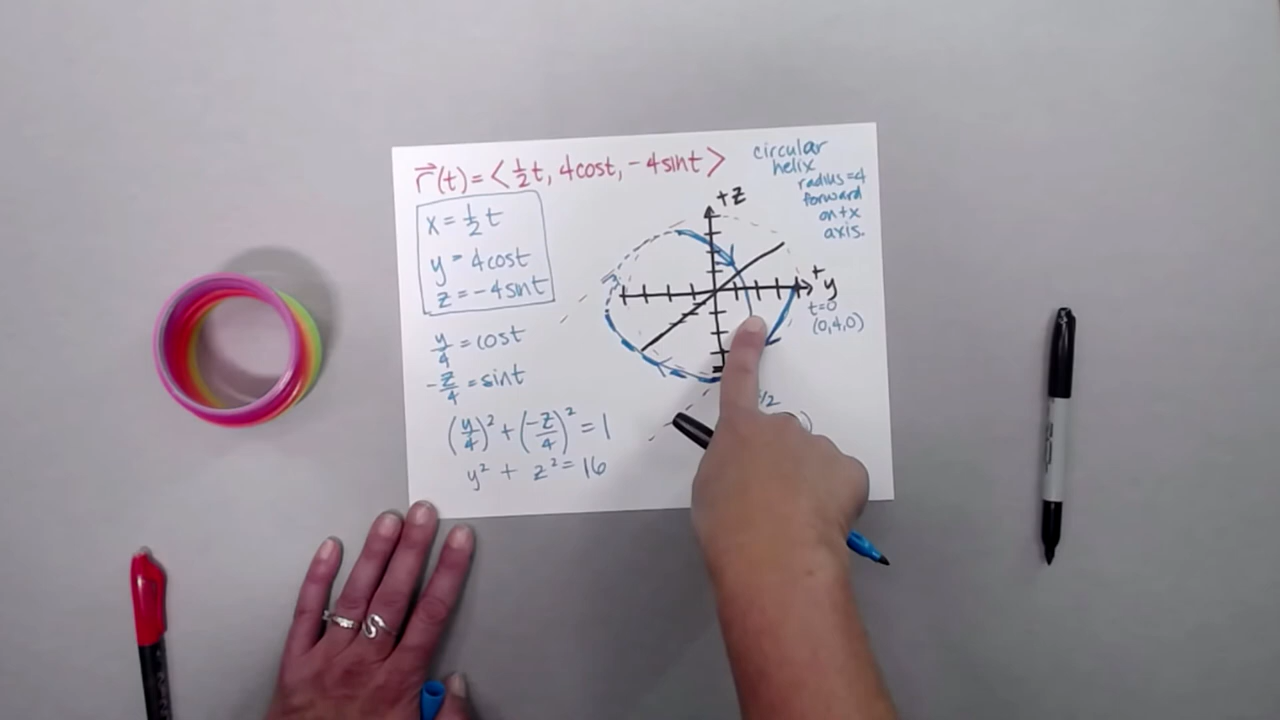 r⃗(t) = < ½t, 4cost, -4sint >
x = ½t
y = 4cost
z = -4sint
y/4 = cost
-z/4 = sint
(y/4)² + (-z/4)² = 1
y² + z² = 16
circular
helix
radius=4
forward
on +x
axis.
+z
+
y
t=0
(0,4,0)